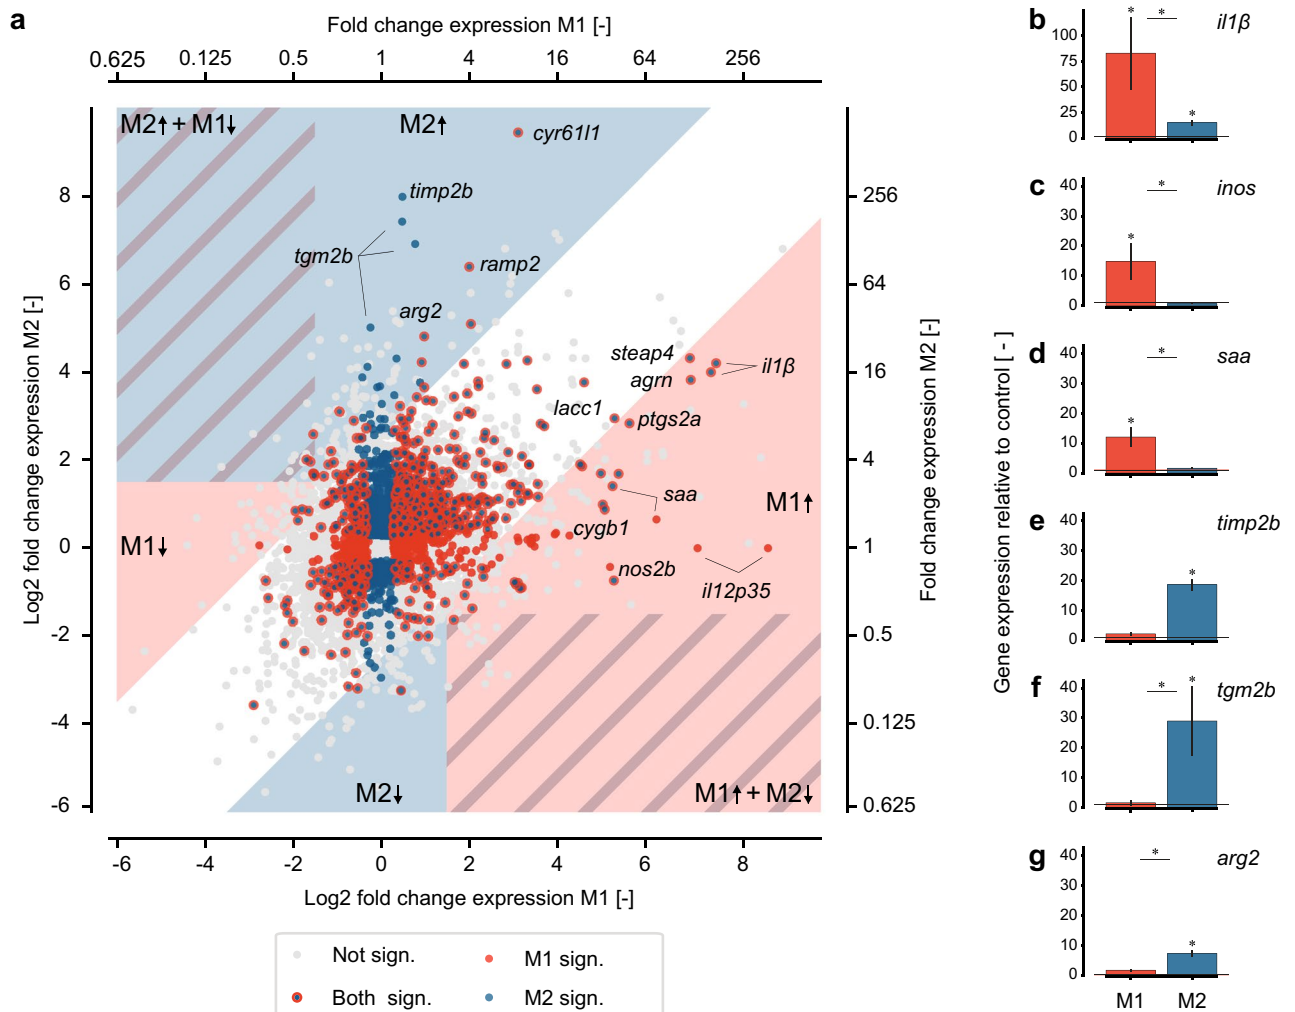 a
Fold change expression M1 [-]
0.625 0.125 0.5 1 4 16 64 256
M2↑ + M1↓
M2↑
cyr61l1
timp2b
tgm2b
ramp2
arg2
steap4
agrn
il1β
lacc1
ptgs2a
saa
M1↑
cygb1
M1↓
nos2b
il12p35
M2↓
M1↑ + M2↓
Log2 fold change expression M2 [-]
8
6
4
2
0
-2
-4
-6
Fold change expression M2 [-]
256
64
16
4
1
0.5
0.125
0.625
-6 -4 -2 0 2 4 6 8
Log2 fold change expression M1 [-]
Not sign.
M1 sign.
Both sign.
M2 sign.
Gene expression relative to control [ - ]
b
il1β
* * *
100
75
50
25
0
c
inos
* *
40
30
20
10
0
d
saa
* *
40
30
20
10
0
e
timp2b
*
40
30
20
10
0
f
tgm2b
* *
40
30
20
10
0
g
arg2
* *
40
30
20
10
0
M1 M2